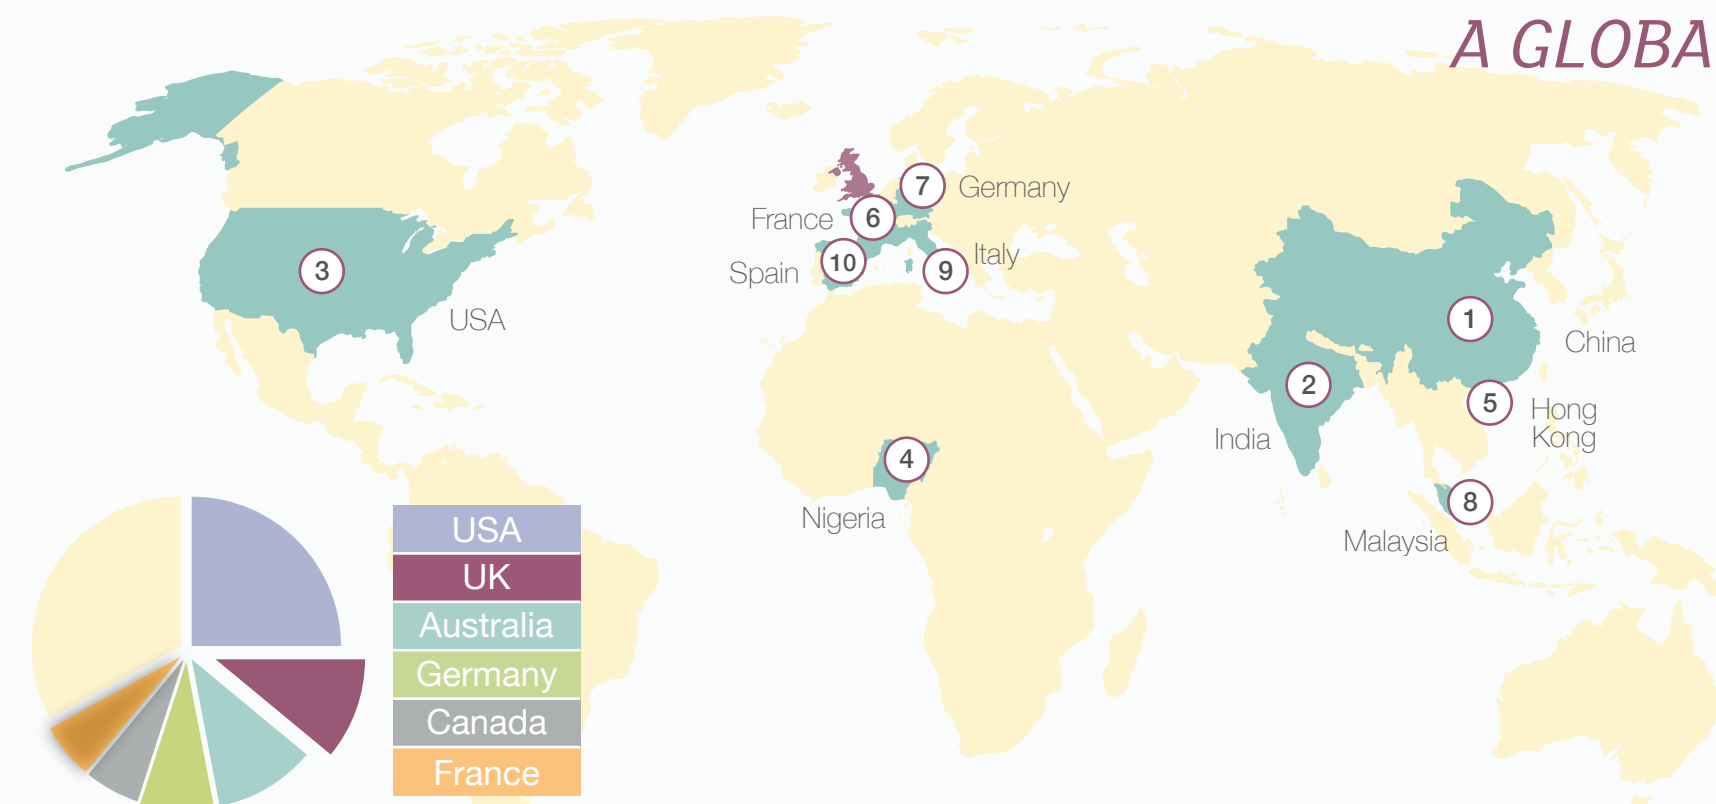 A GLOBA
7
Germany
France
6
Italy
Spain
10
9
3
USA
1
China
2
5
Hong
Kong
India
4
Nigeria
8
Malaysia
USA
UK
Australia
Germany
Canada
France